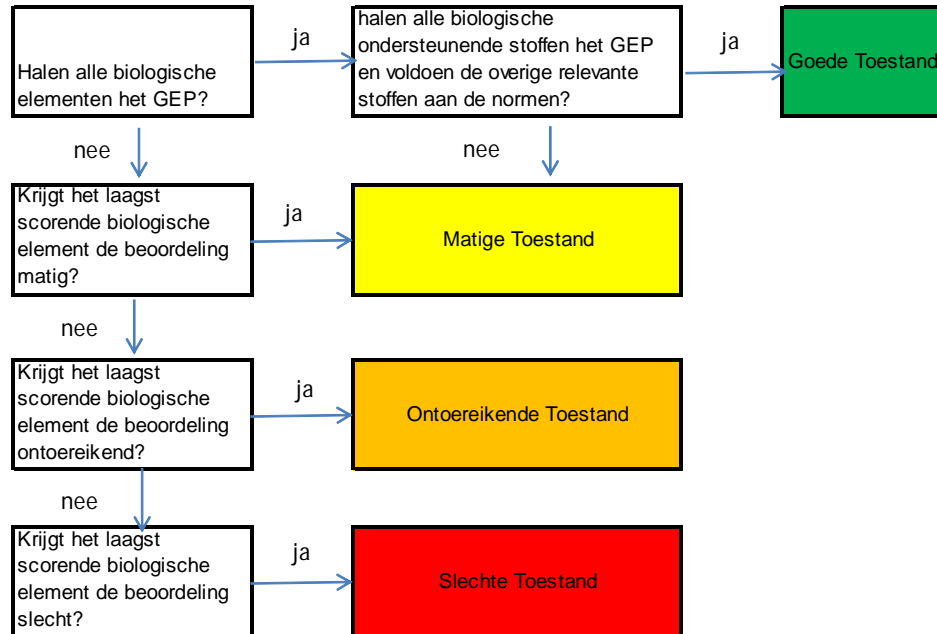 Halen alle biologische
elementen het GEP?
ja
halen alle biologische
ondersteunende stoffen het GEP
en voldoen de overige relevante
stoffen aan de normen?
ja
Goede Toestand
nee
nee
Krijgt het laagst
scorende biologische
element de beoordeling
matig?
ja
Matige Toestand
nee
Krijgt het laagst
scorende biologische
element de beoordeling
ontoereikend?
ja
Ontoereikende Toestand
nee
Krijgt het laagst
scorende biologische
element de beoordeling
slecht?
ja
Slechte Toestand